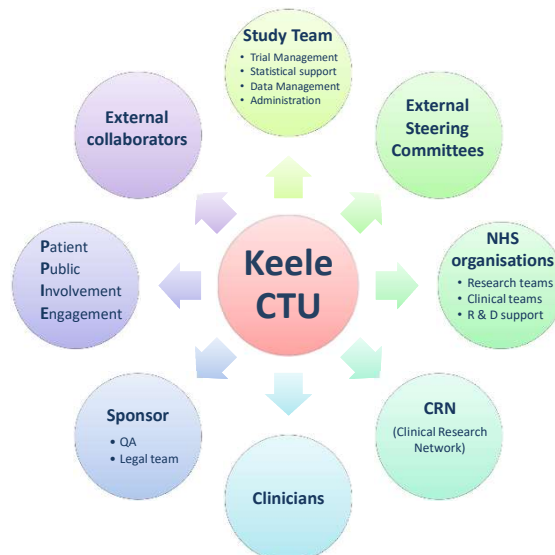 Study Team
• Trial Management
• Statistical support
• Data Management
• Administration
External
Steering
Committees
NHS
organisations
• Research teams
• Clinical teams
• R & D support
CRN
(Clinical Research
Network)
Clinicians
Sponsor
• QA
• Legal team
Patient
Public
Involvement
Engagement
External
collaborators
Keele
CTU